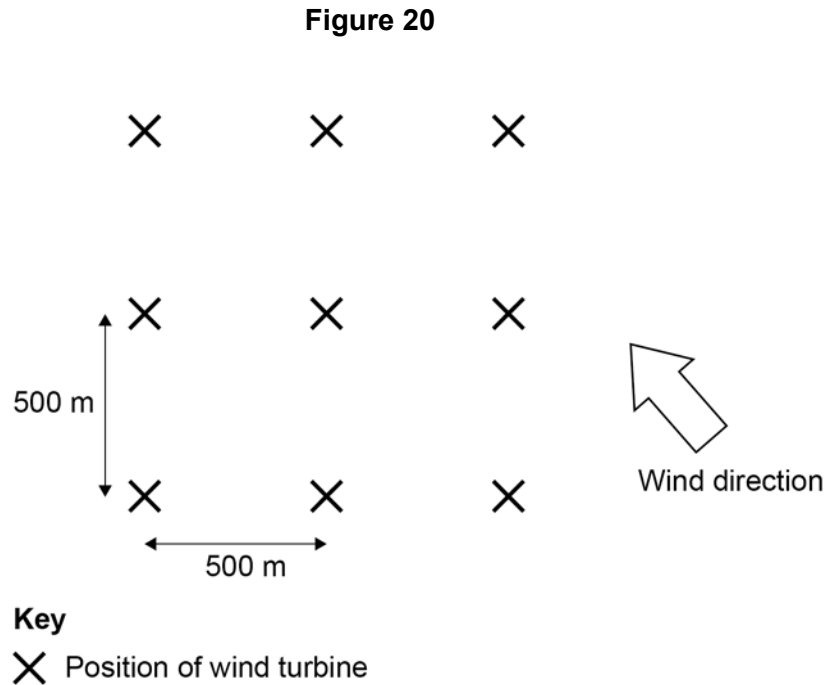 Figure 20
500 m
Wind direction
500 m
Key
Position of wind turbine